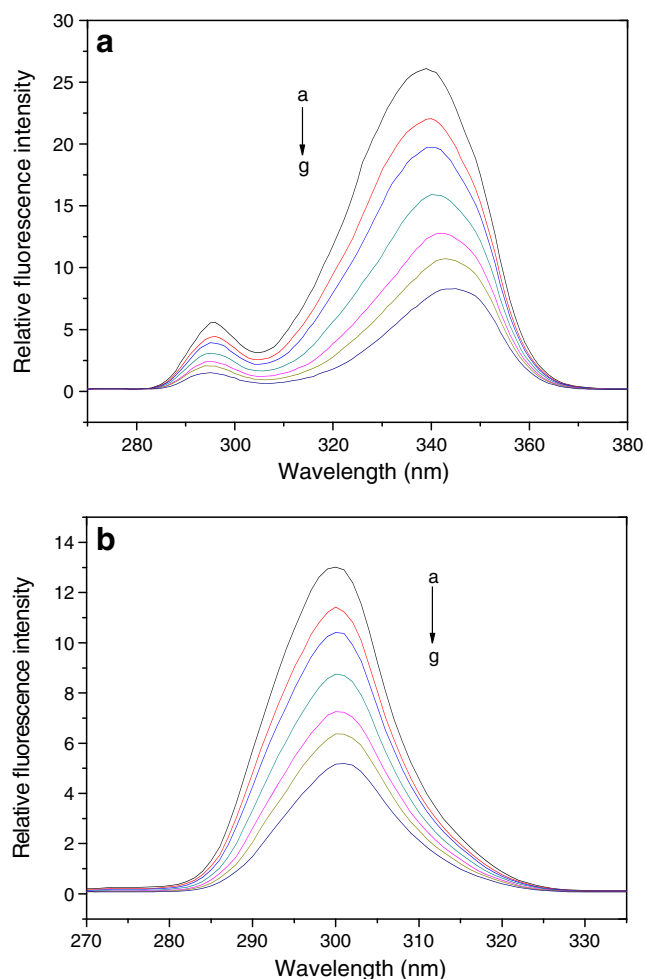 a
30
25
20
15
10
5
0
Relative fluorescence intensity
a
g
280 300 320 340 360 380
Wavelength (nm)
b
14
12
10
8
6
4
2
0
Relative fluorescence intensity
a
g
270 280 290 300 310 320 330
Wavelength (nm)